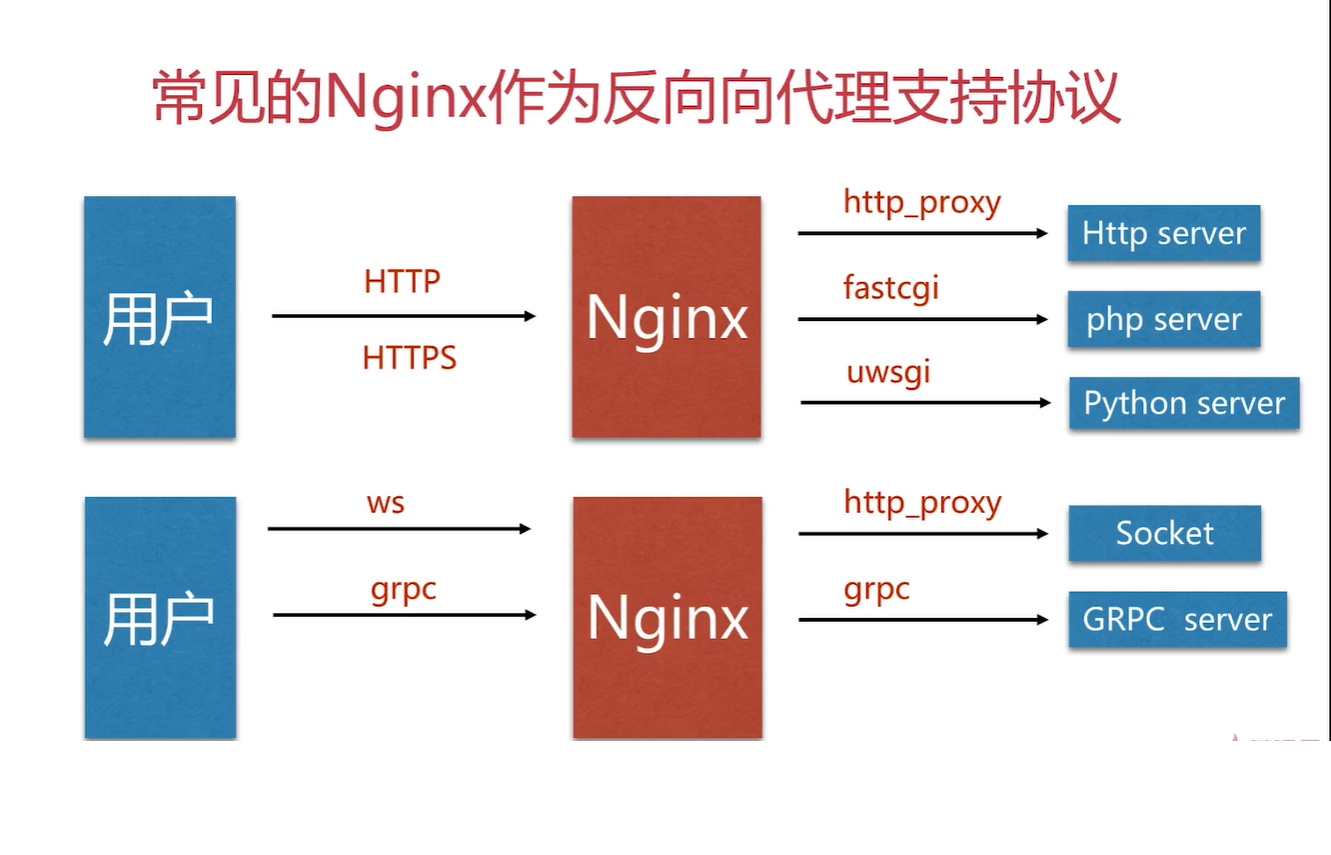 常见的Nginx作为反向向代理支持协议
http_proxy
Http server
HTTP
fastcgi
用户
Nginx
php server
HTTPS
uwsgi
Python server
ws
http_proxy
Socket
grpc
grpc
用户
Nginx
GRPC server